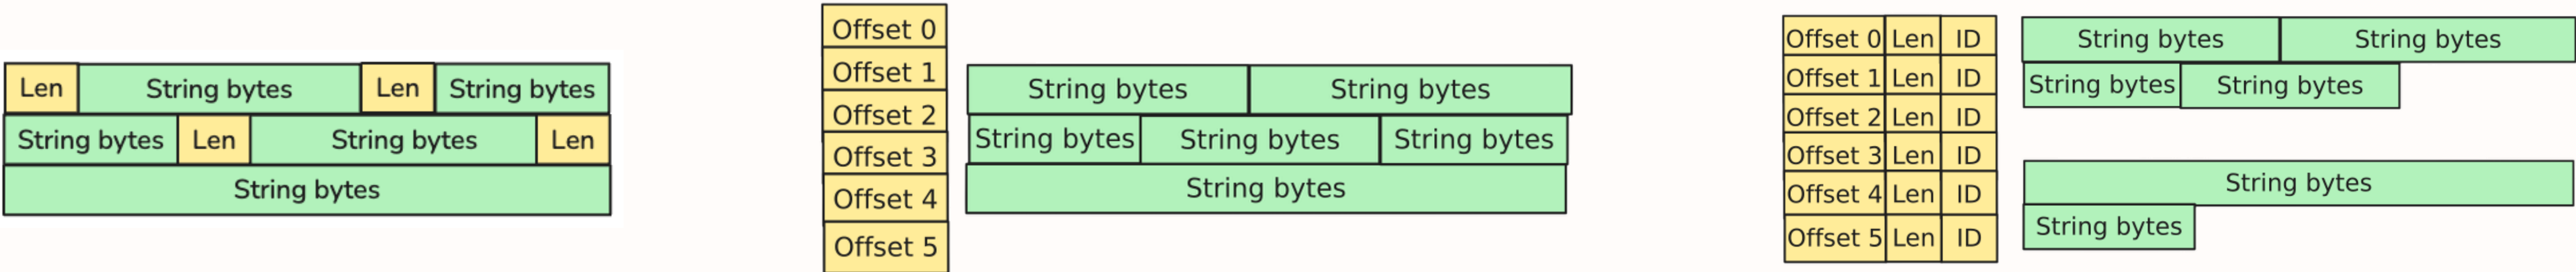 Len String bytes Len String bytes
String bytes Len String bytes Len
String bytes
Offset 0
Offset 1
Offset 2
Offset 3
Offset 4
Offset 5
String bytes String bytes
String bytes String bytes String bytes
String bytes
Offset 0 Len ID
Offset 1 Len ID
Offset 2 Len ID
Offset 3 Len ID
Offset 4 Len ID
Offset 5 Len ID
String bytes String bytes
String bytes String bytes
String bytes
String bytes